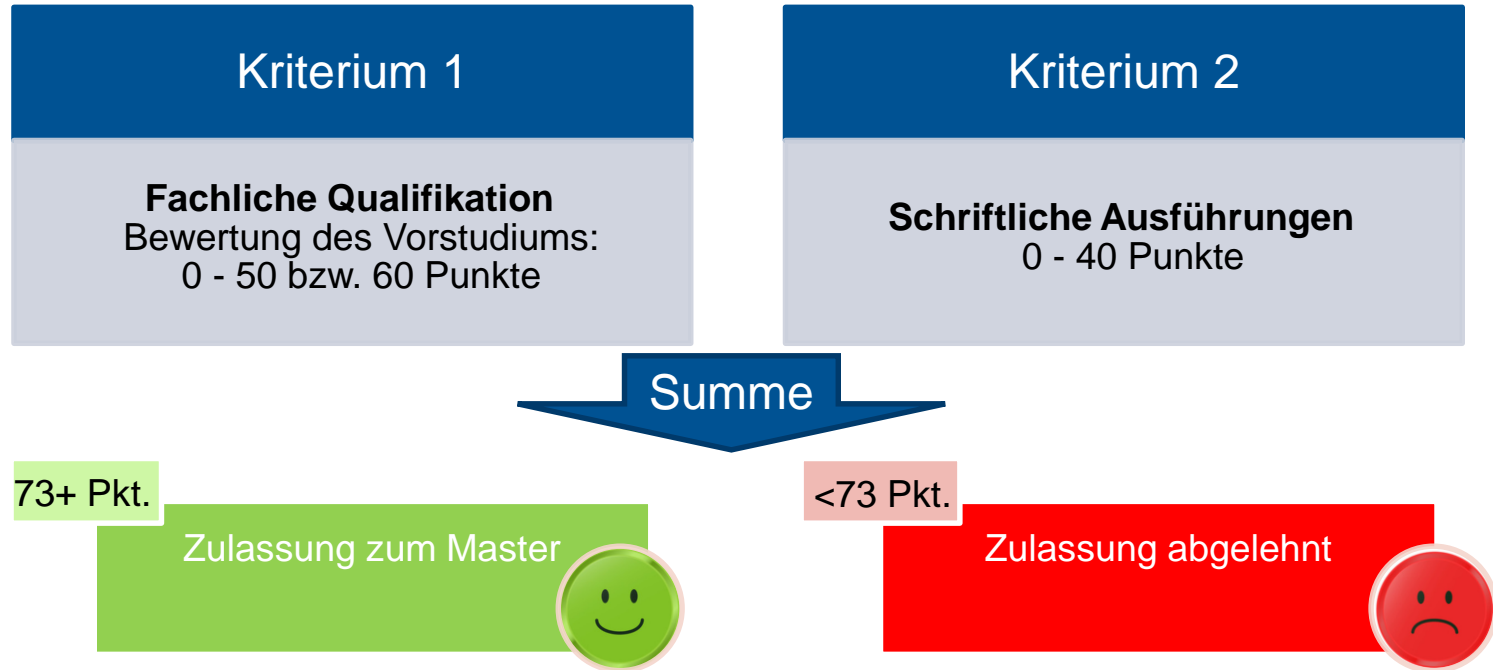 Kriterium 1
Fachliche Qualifikation
Bewertung des Vorstudiums:
0 - 50 bzw. 60 Punkte
Kriterium 2
Schriftliche Ausführungen
0 - 40 Punkte
Summe
73+ Pkt.
Zulassung zum Master
<73 Pkt.
Zulassung abgelehnt